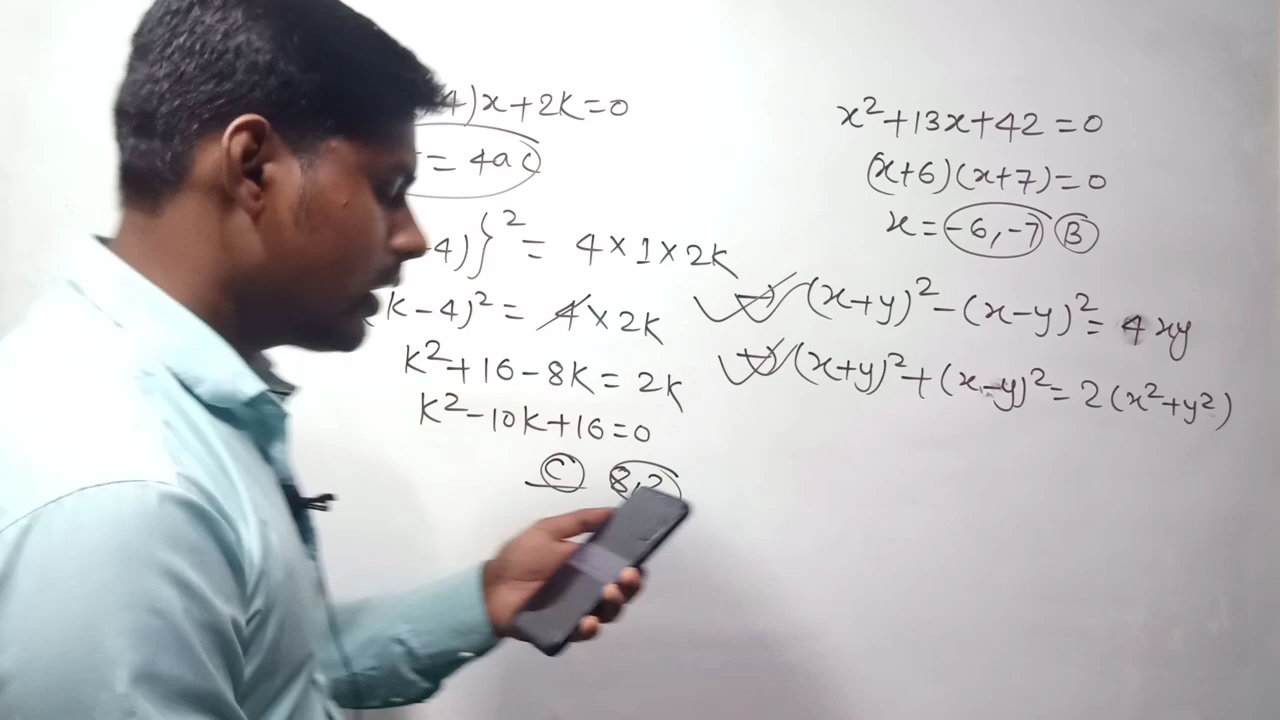 4)x+2k=0
= 4ac
-4)}² = 4×1×2k
(k-4)² = 4×2k
k²+16-8k=2k
k²-10k+16=0
C 8,2
x²+13x+42=0
(x+6)(x+7)=0
x=-6,-7 B
(x+y)²-(x-y)²=4xy
(x+y)²+(x-y)²=2(x²+y²)